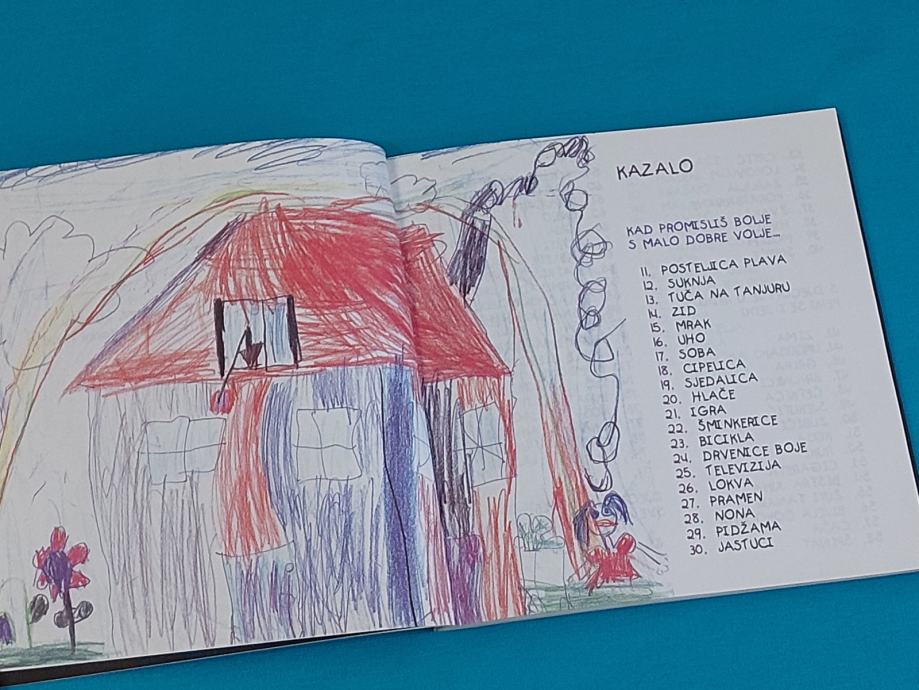 KAZALO
KAD PROMISLIŠ BOLJE
S MALO DOBRE VOLJE...
11. POSTELJICA PLAVA
12. SUKNJA
13. TUČA NA TANJURU
14. ZID
15. MRAK
16. UHO
17. SOBA
18. CIPELICA
19. SJEDALICA
20. HLAČE
21. IGRA
22. ŠMINKERICE
23. BICIKLA
24. DRVENICE BOJE
25. TELEVIZIJA
26. LOKVA
27. PRAMEN
28. NONA
29. PIDŽAMA
30. JASTUCI